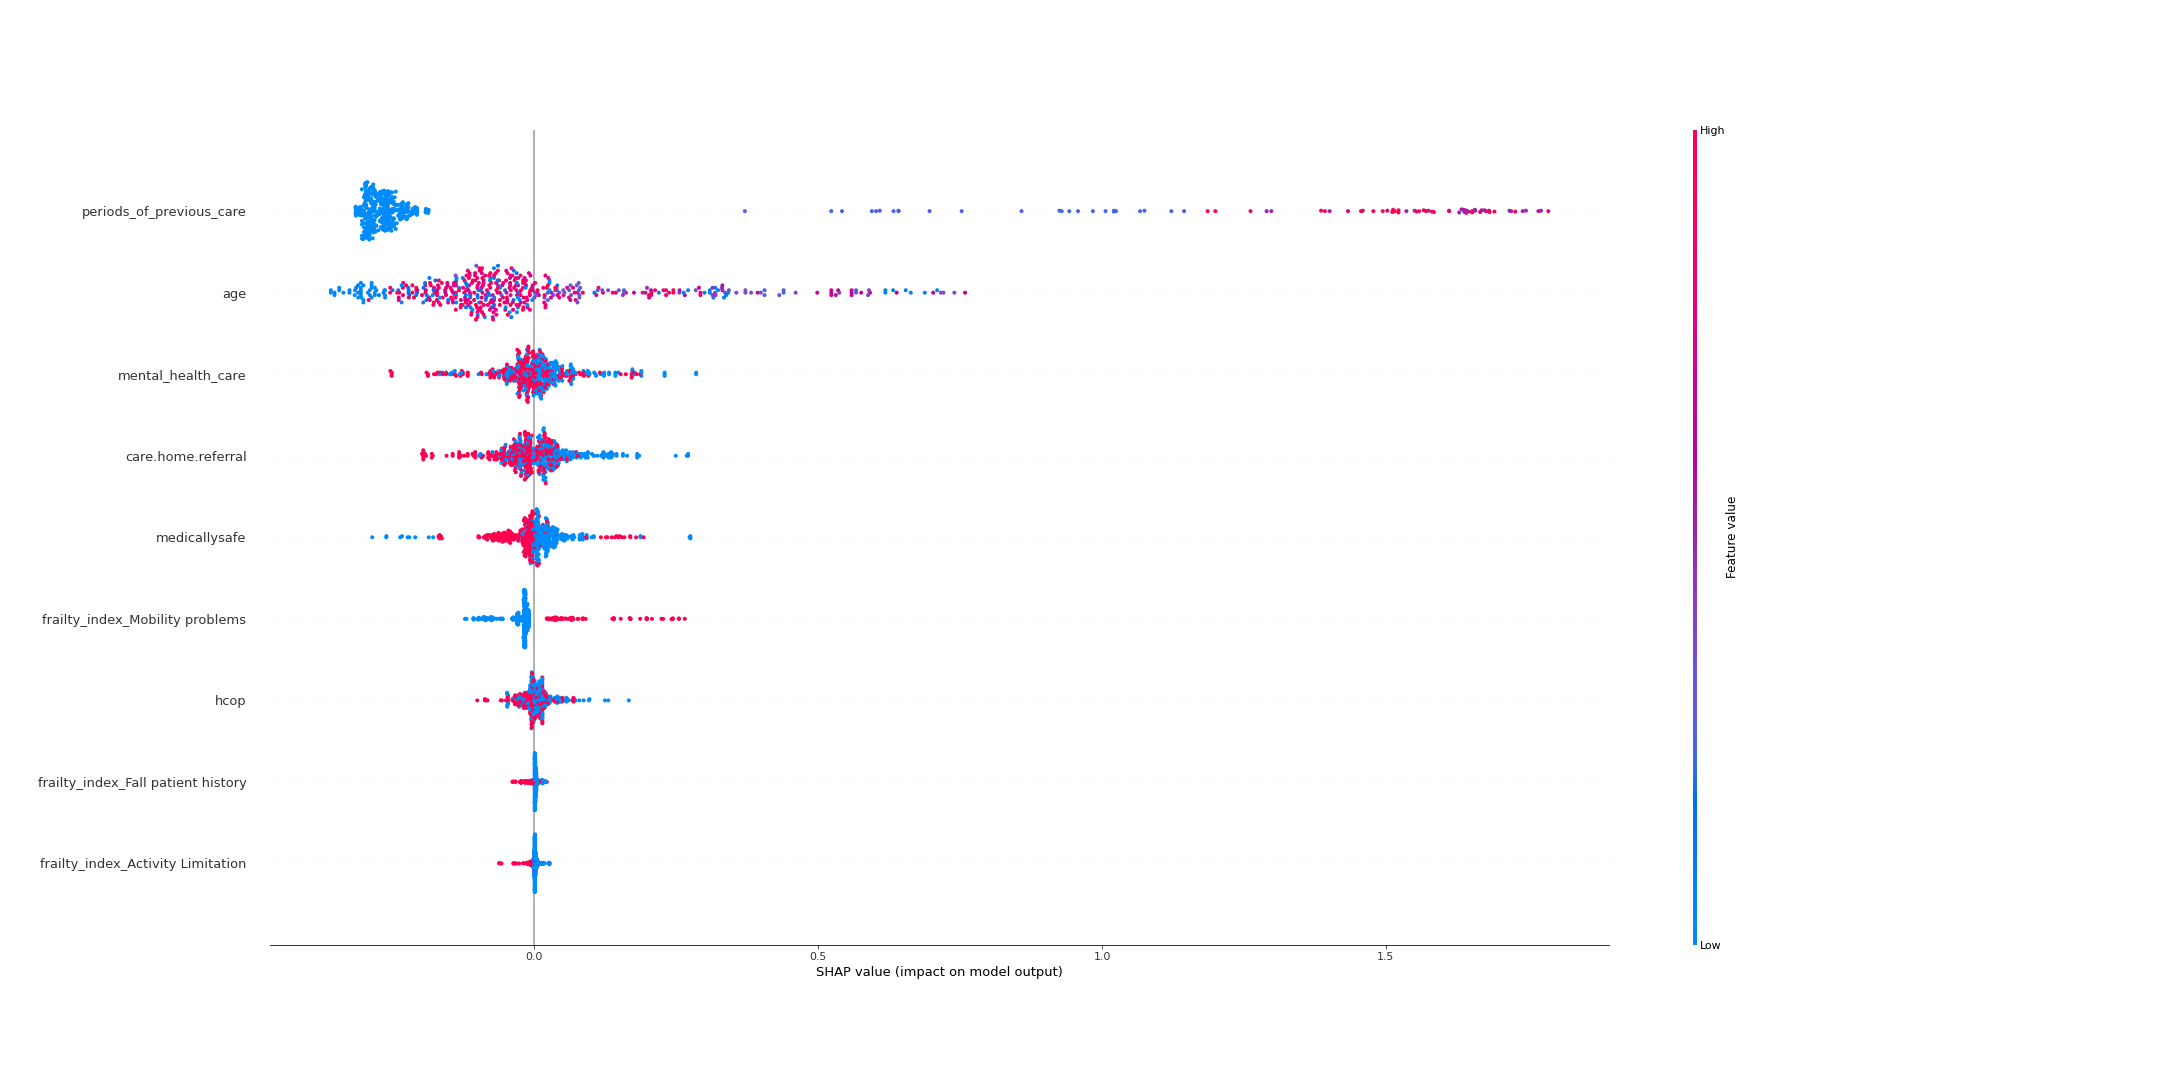 High
periods_of_previous_care
age
mental_health_care
care.home.referral
medicallysafe
frailty_index_Mobility problems
hcop
frailty_index_Fall patient history
frailty_index_Activity Limitation
Feature value
Low
0.0 0.5 1.0 1.5
SHAP value (impact on model output)